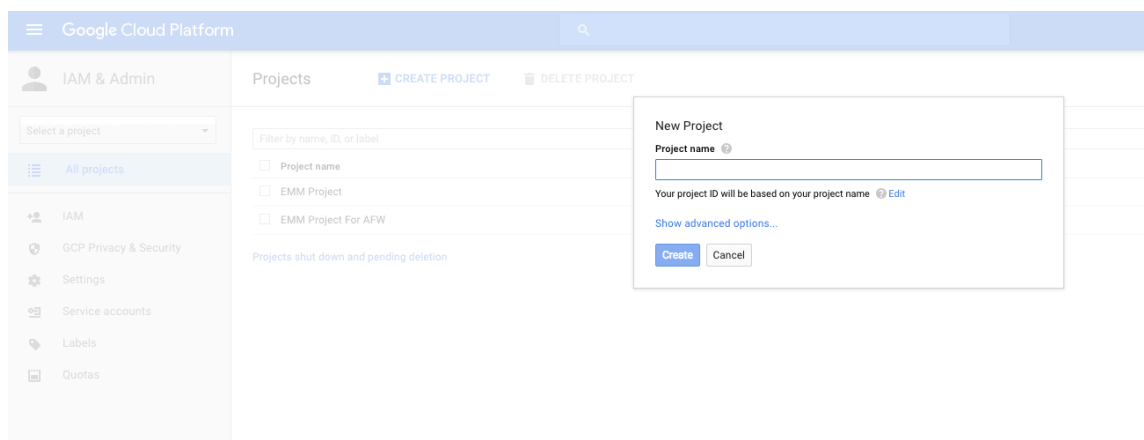 Google Cloud Platform
IAM & Admin
Projects
CREATE PROJECT
DELETE PROJECT
Select a project
All projects
IAM
GCP Privacy & Security
Settings
Service accounts
Labels
Quotas
Filter by name, ID, or label
Project name
EMM Project
EMM Project For AFW
Projects shut down and pending deletion
New Project
Project name
Your project ID will be based on your project name Edit
Show advanced options...
Create Cancel